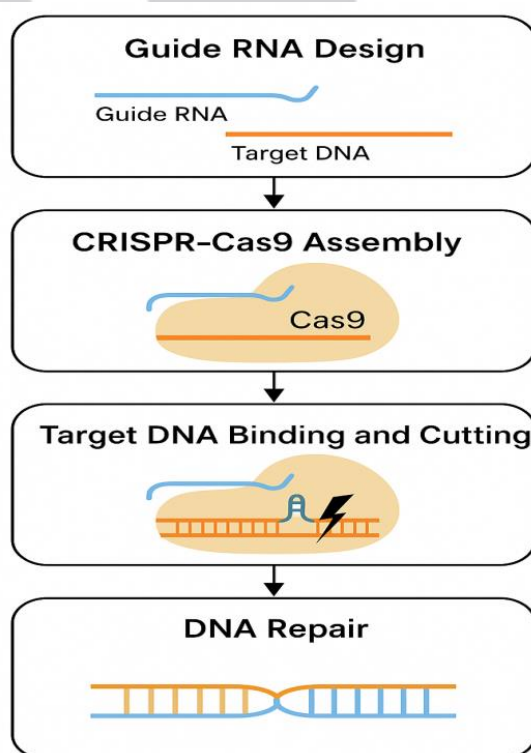 Guide RNA Design
Guide RNA
Target DNA
CRISPR-Cas9 Assembly
Cas9
Target DNA Binding and Cutting
DNA Repair